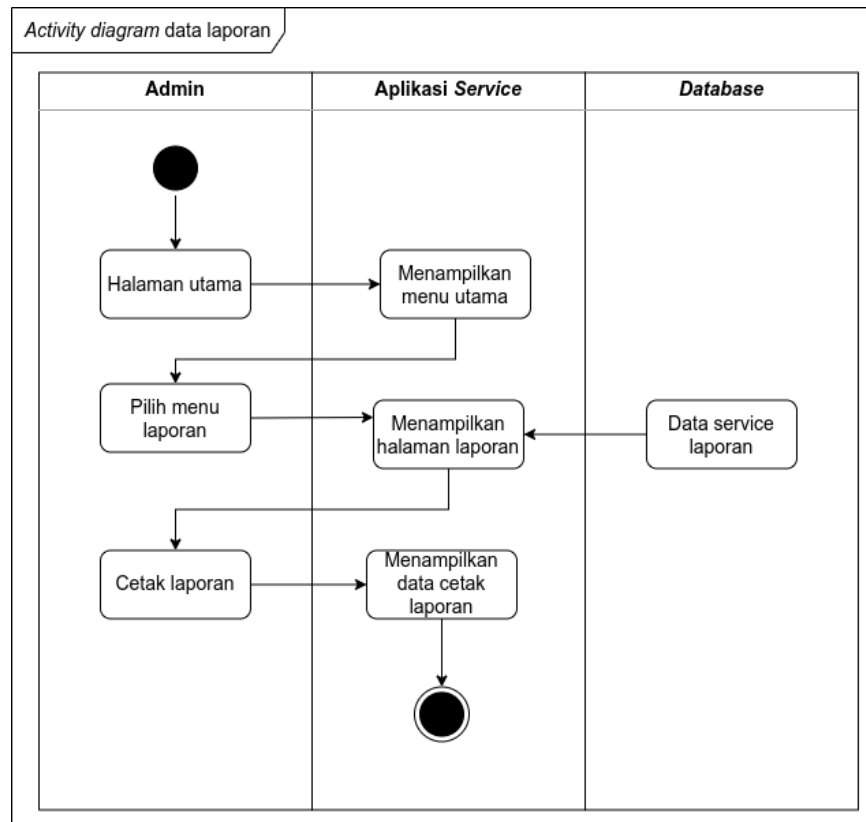 Activity diagram data laporan
Admin
Aplikasi Service
Database
Halaman utama
Menampilkan
menu utama
Pilih menu
laporan
Menampilkan
halaman laporan
Data service
laporan
Cetak laporan
Menampilkan
data cetak
laporan